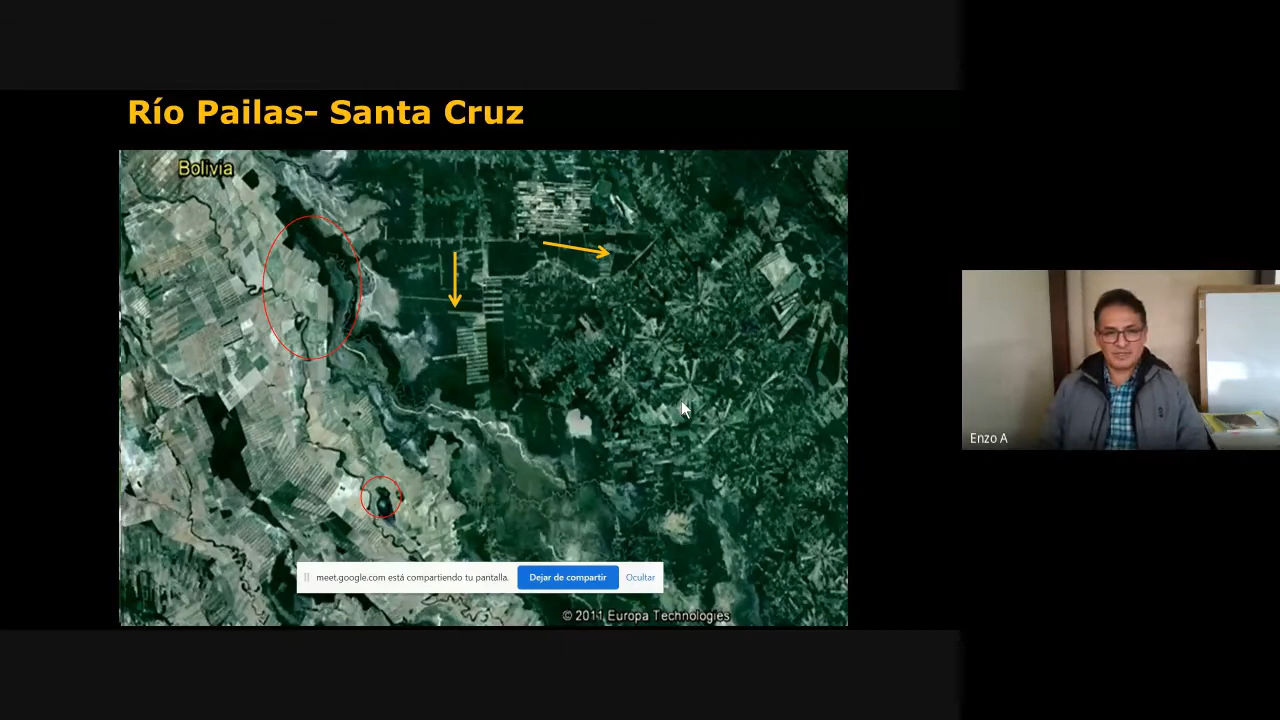 Río Pailas- Santa Cruz
Bolivia
Enzo A
meet.google.com está compartiendo tu pantalla.
Dejar de compartir
Ocultar
© 2011 Europa Technologies